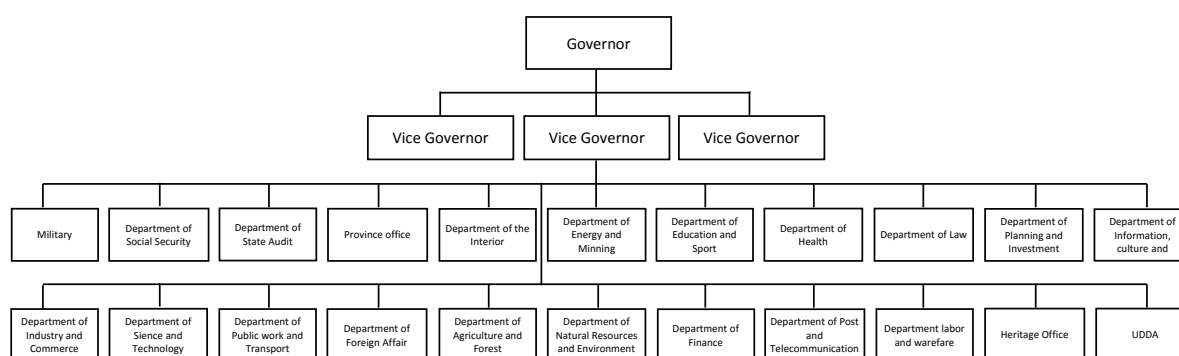 Governor
Vice Governor
Vice Governor
Vice Governor
Military
Department of
Social Security
Department of
State Audit
Province office
Department of the
Interior
Department of
Energy and
Minning
Department of
Education and
Sport
Department of
Health
Department of Law
Department of
Planning and
Investment
Department of
Information,
culture and
Department of
Industry and
Commerce
Department of
Sience and
Technology
Department of
Public work and
Transport
Department of
Foreign Affair
Department of
Agriculture and
Forest
Department of
Natural Resources
and Environment
Department of
Finance
Department of Post
and
Telecommunication
Department labor
and warefare
Heritage Office
UDDA